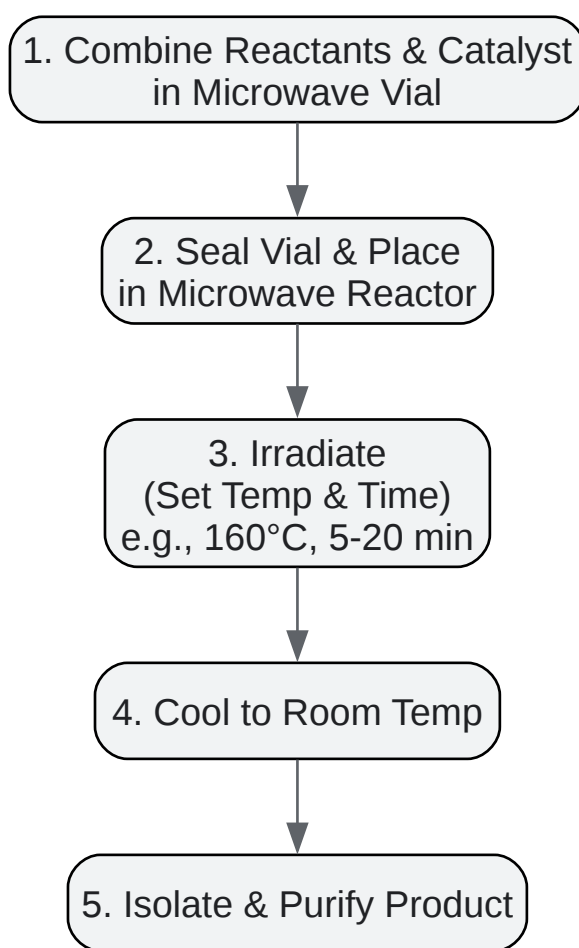 1. Combine Reactants & Catalyst
in Microwave Vial
2. Seal Vial & Place
in Microwave Reactor
3. Irradiate
(Set Temp & Time)
e.g., 160°C, 5-20 min
4. Cool to Room Temp
5. Isolate & Purify Product